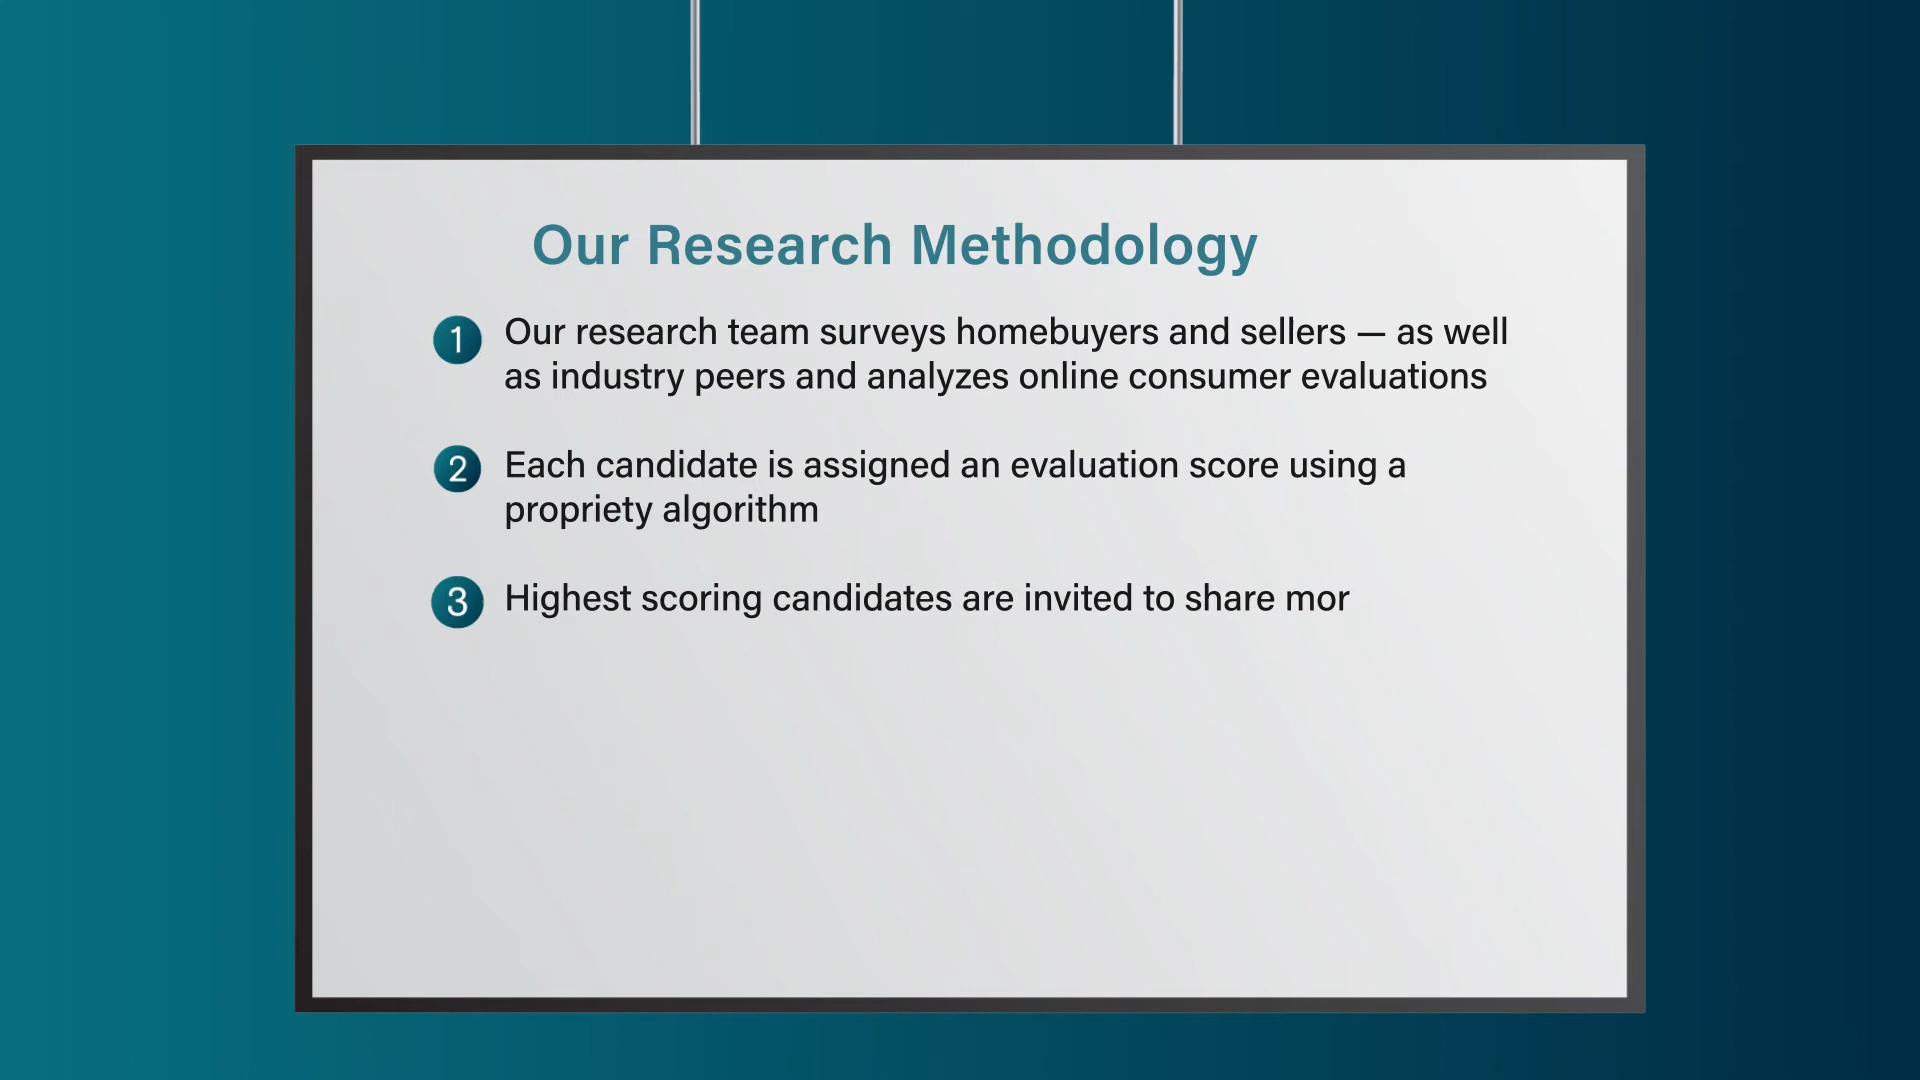 Our Research Methodology
1 Our research team surveys homebuyers and sellers — as well
as industry peers and analyzes online consumer evaluations
2 Each candidate is assigned an evaluation score using a
propriety algorithm
3 Highest scoring candidates are invited to share mor